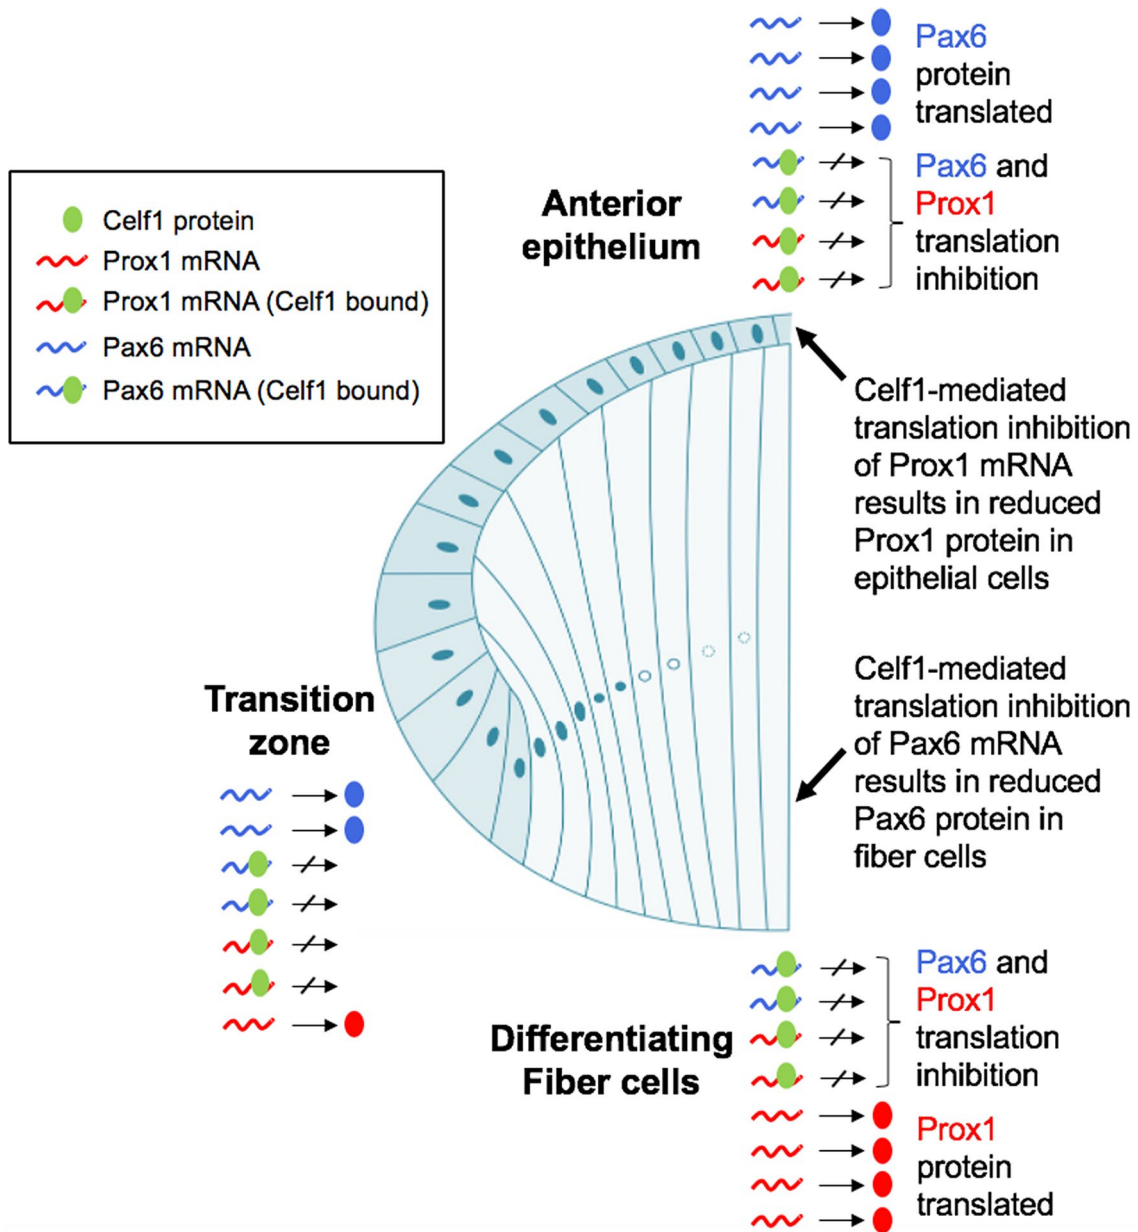 Pax6
protein
translated
Pax6 and
Prox1
translation
inhibition
Anterior
epithelium
Celf1 protein
Prox1 mRNA
Prox1 mRNA (Celf1 bound)
Pax6 mRNA
Pax6 mRNA (Celf1 bound)
Celf1-mediated
translation inhibition
of Prox1 mRNA
results in reduced
Prox1 protein in
epithelial cells
Celf1-mediated
translation inhibition
of Pax6 mRNA
results in reduced
Pax6 protein in
fiber cells
Transition
zone
Differentiating
Fiber cells
Pax6 and
Prox1
translation
inhibition
Prox1
protein
translated